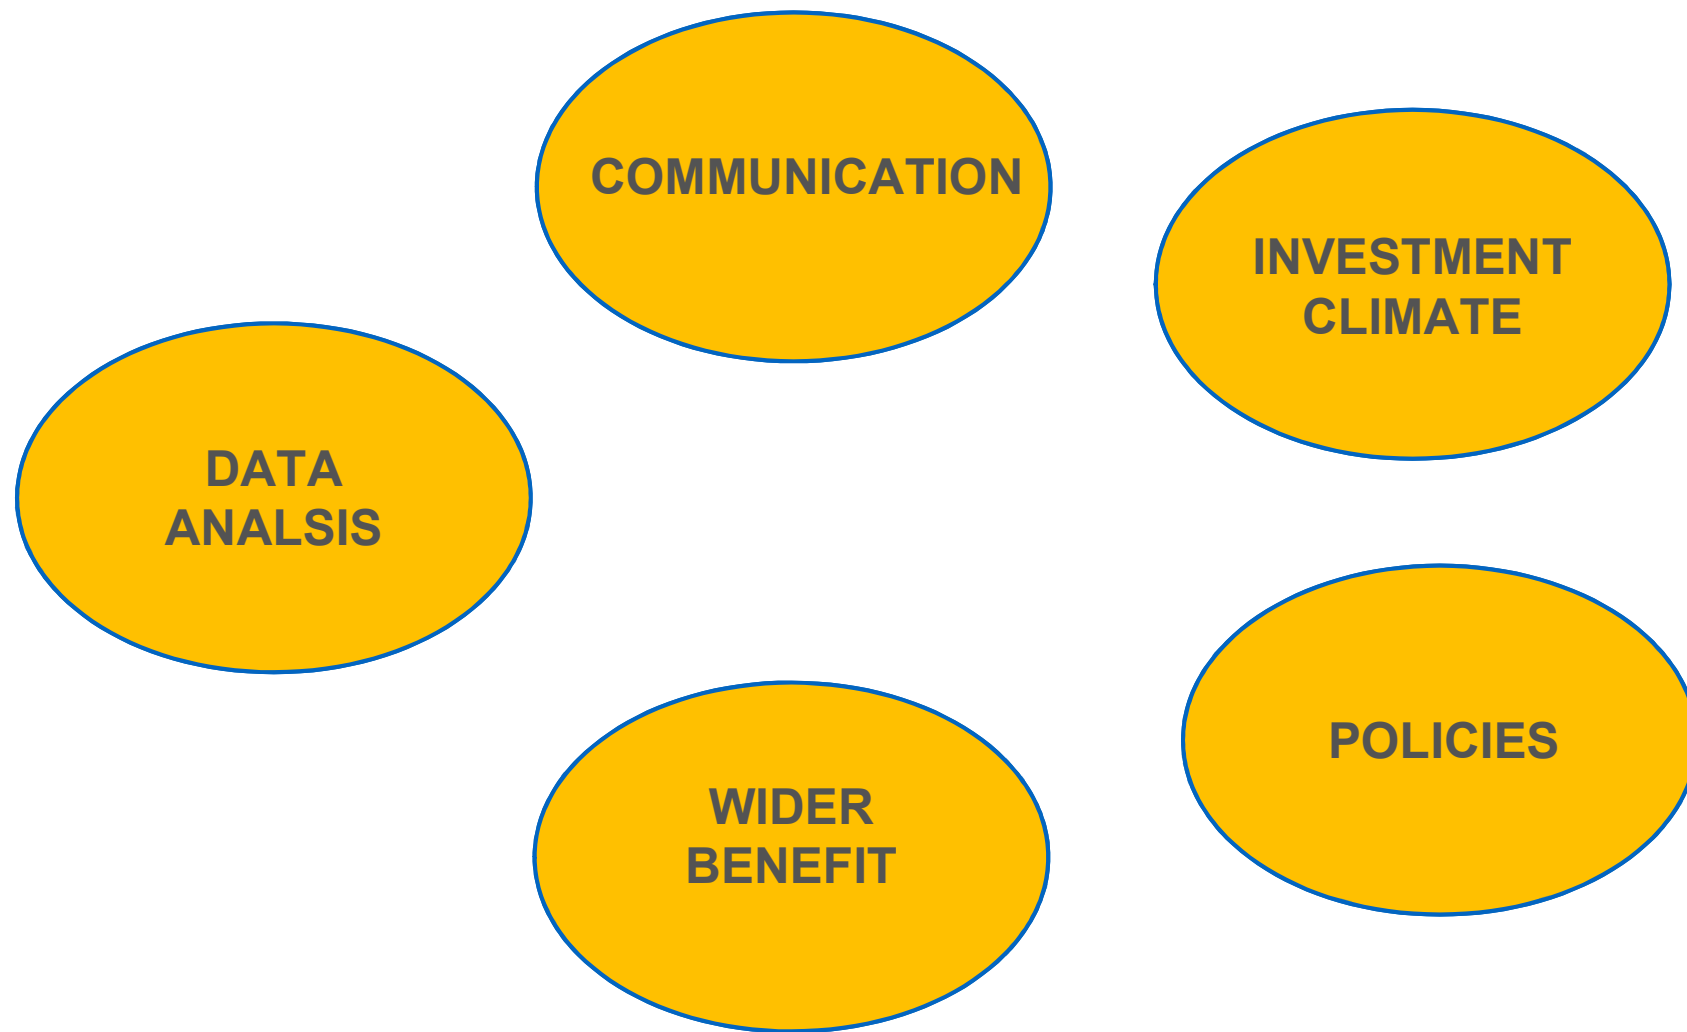 COMMUNICATION
INVESTMENT
CLIMATE
DATA
ANALSIS
POLICIES
WIDER
BENEFIT